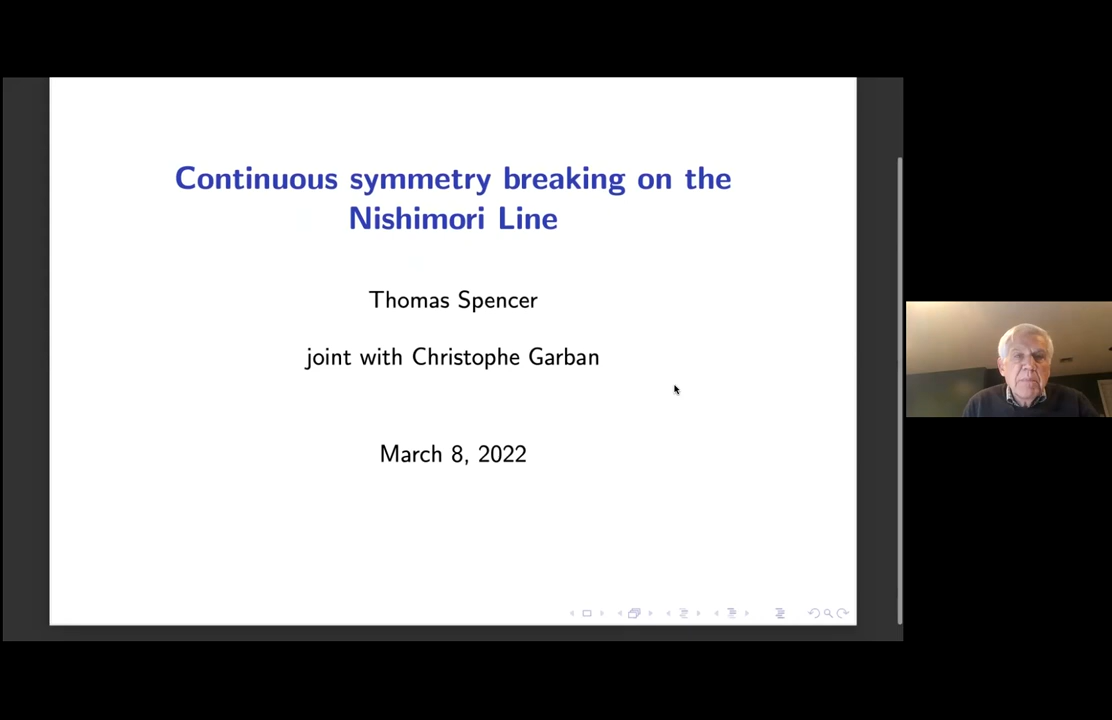 Continuous symmetry breaking on the
Nishimori Line
Thomas Spencer
joint with Christophe Garban
March 8, 2022